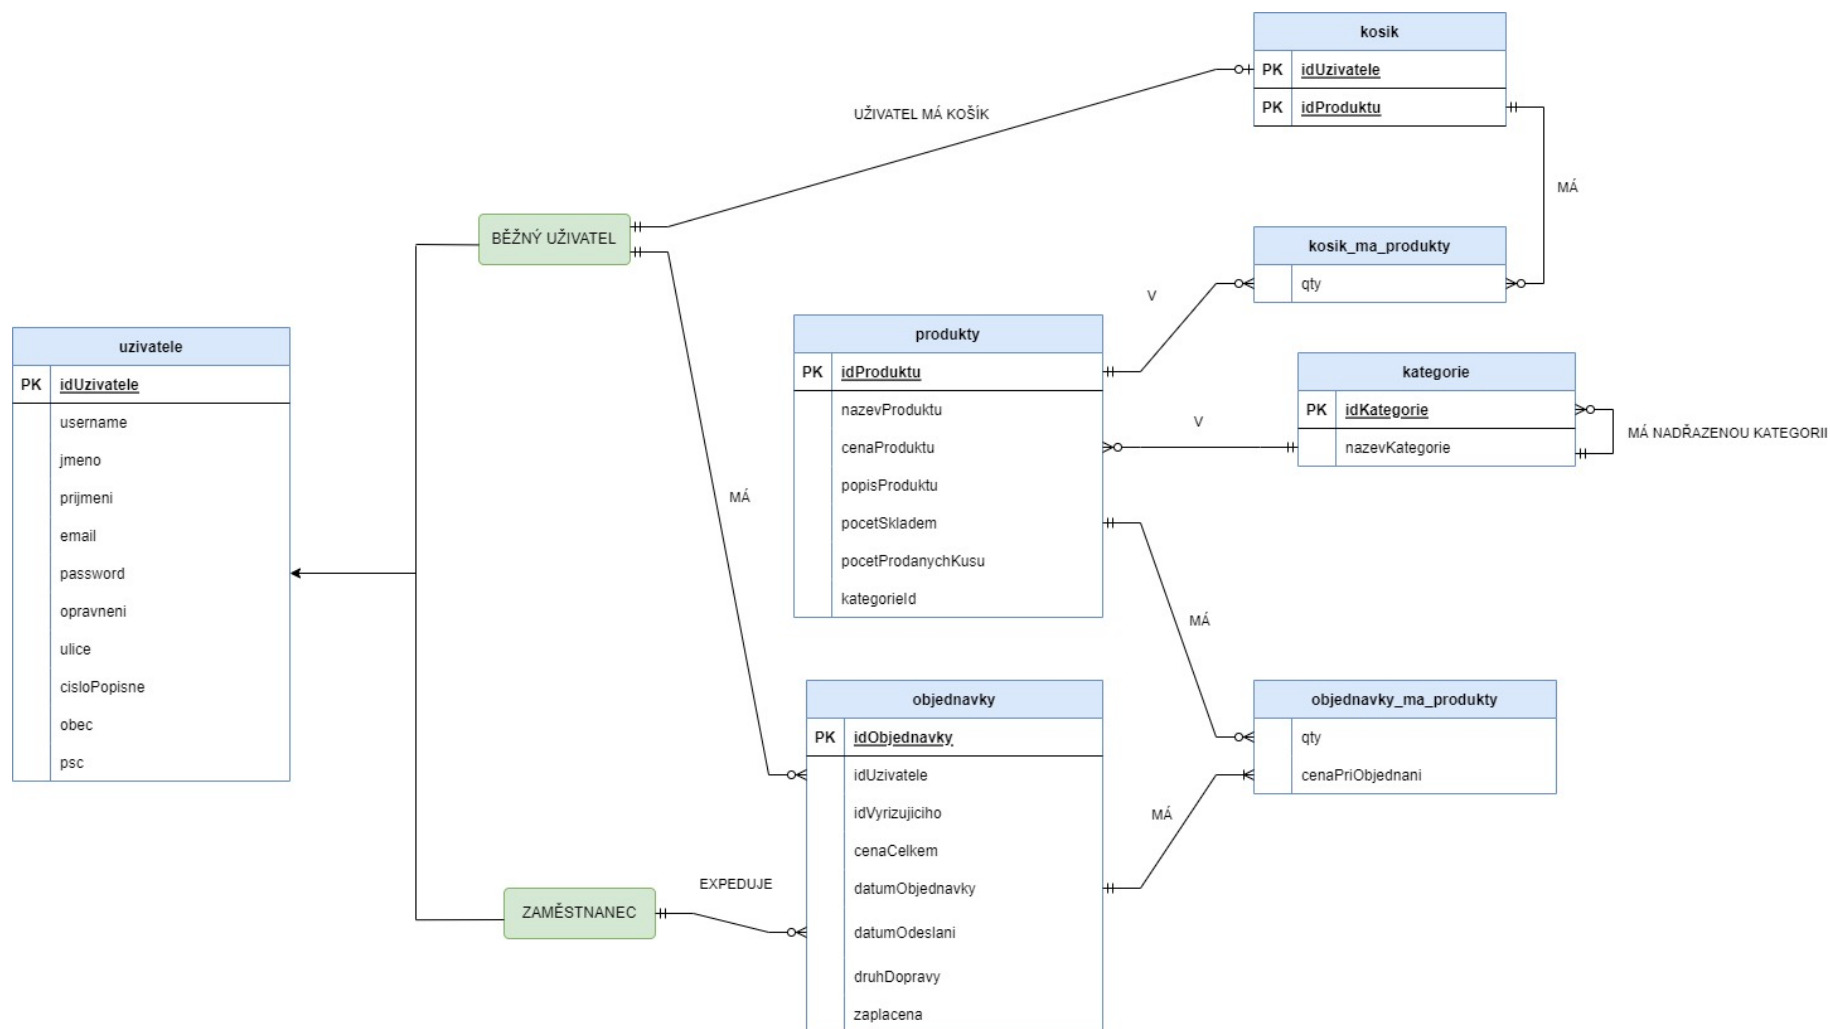 kosik
PK idUzivatele
PK idProduktu
UŽIVATEL MÁ KOŠÍK
MÁ
BĚŽNÝ UŽIVATEL
kosik_ma_produkty
qty
V
uzivatele
PK idUzivatele
username
jmeno
prijmeni
email
password
opravneni
ulice
cisloPopisne
obec
psc
produkty
PK idProduktu
nazevProduktu
cenaProduktu
popisProduktu
pocetSkladem
pocetProdanychKusu
kategorieId
V
kategorie
PK idKategorie
nazevKategorie
MÁ NADŘAZENOU KATEGORII
MÁ
MÁ
objednavky
PK idObjednavky
idUzivatele
idVyrizujiciho
cenaCelkem
datumObjednavky
datumOdeslani
druhDopravy
zaplacena
objednavky_ma_produkty
qty
cenaPriObjednani
MÁ
EXPEDUJE
ZAMĚSTNANEC